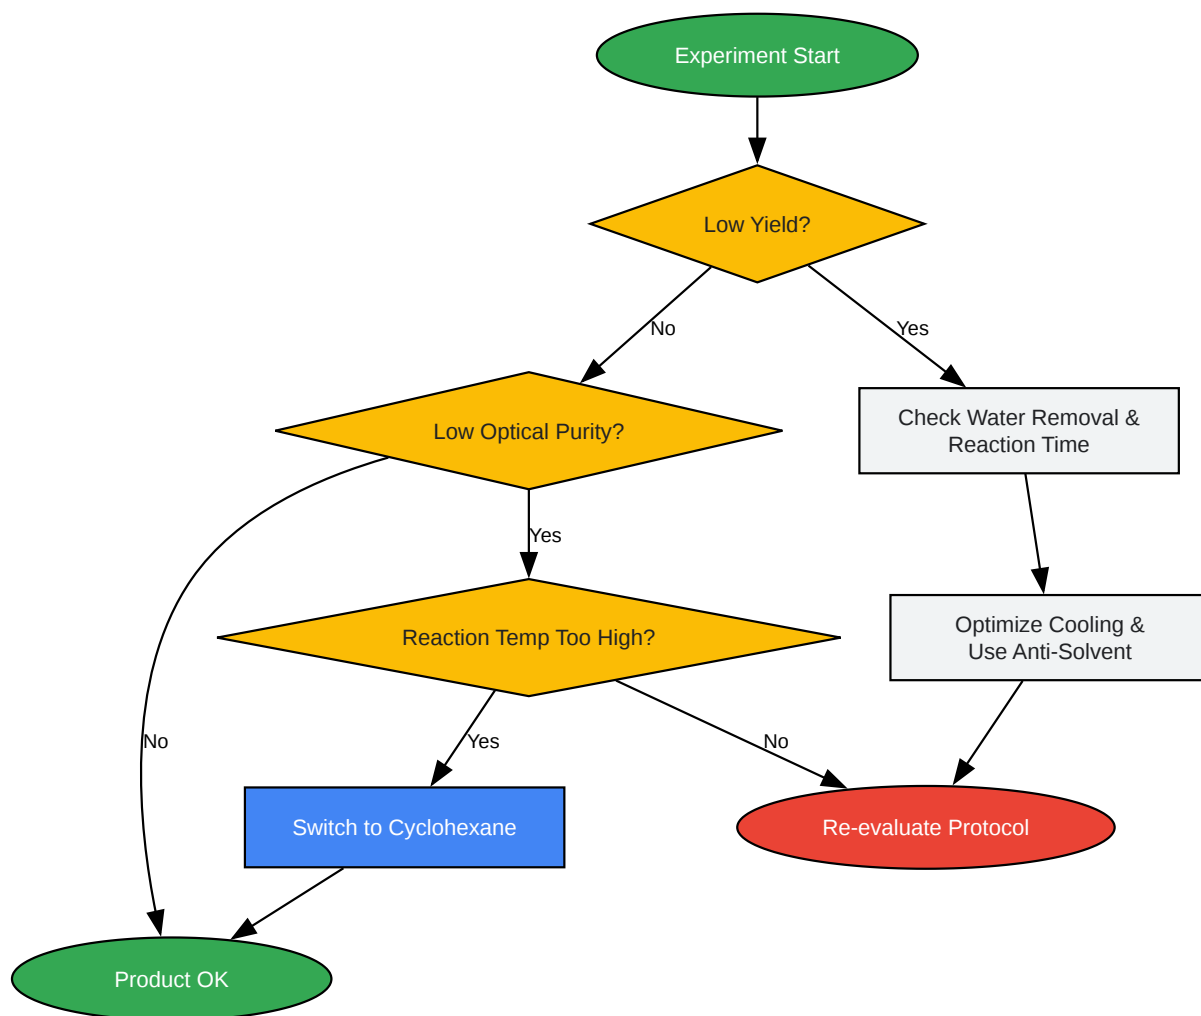 Experiment Start
Low Yield?
No
Yes
Low Optical Purity?
Check Water Removal &
Reaction Time
Yes
Reaction Temp Too High?
Optimize Cooling &
Use Anti-Solvent
No
Yes
No
Switch to Cyclohexane
Re-evaluate Protocol
Product OK